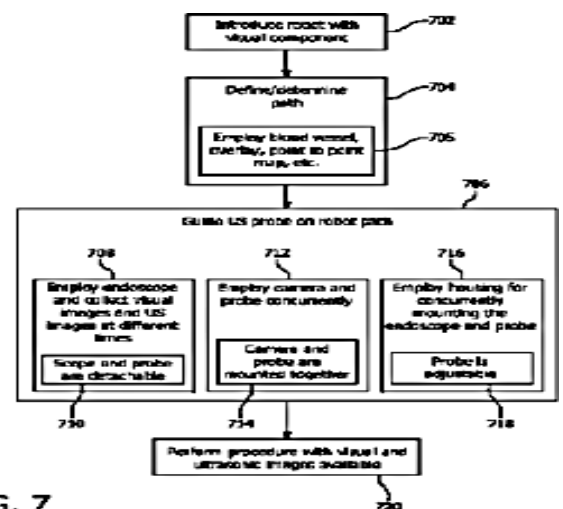 Introduce robot with
visual component
702
Define/determine
path
704
Employ blood vessel,
overlay, point to point
map, etc.
705
706
Guide US probe on robot path
708
712
716
Employ endoscope
and collect visual
images and US
images at different
times
Employ camera and
probe concurrently
Employ housing for
concurrently
mounting the
endoscope and probe
Scope and probe
are detachable
Camera and
probe are
mounted together
Probe is
adjustable
710
714
718
Perform procedure with visual and
ultrasonic images available
720
G. 7